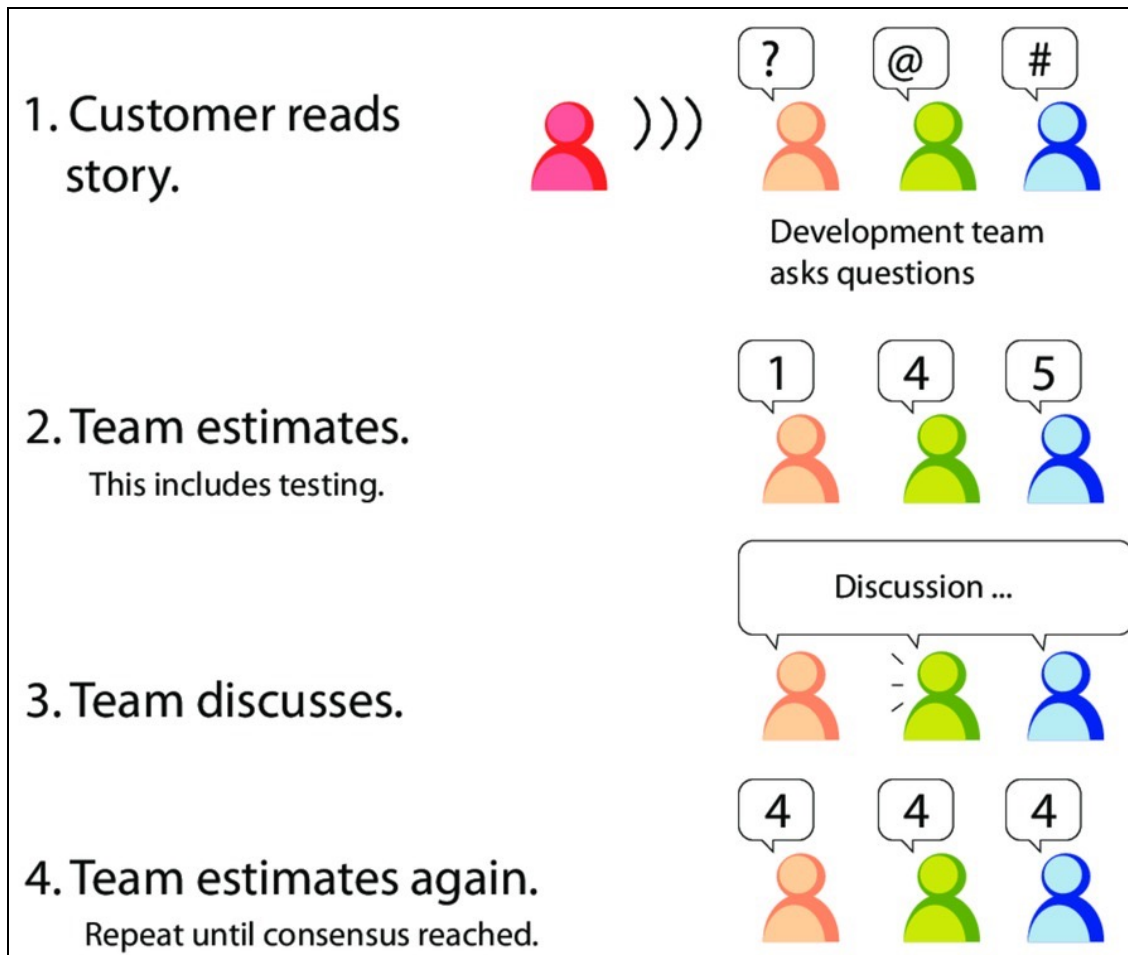 1. Customer reads
story.
? @ #
Development team
asks questions
1 4 5
2. Team estimates.
This includes testing.
Discussion ...
3. Team discusses.
4 4 4
4. Team estimates again.
Repeat until consensus reached.